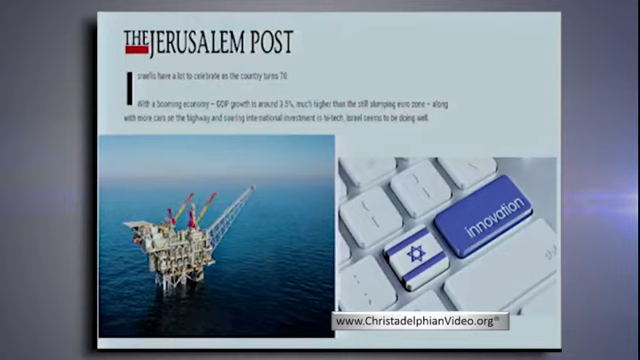 THE JERUSALEM POST
Israelis have a lot to celebrate as the country turns 70.
With a booming economy – GDP growth is around 3.5%, much higher than the still slumping euro zone – along
with more cars on the highway and soaring international investment in hi-tech, Israel seems to be doing well.
innovation
www.ChristadelphianVideo.org®